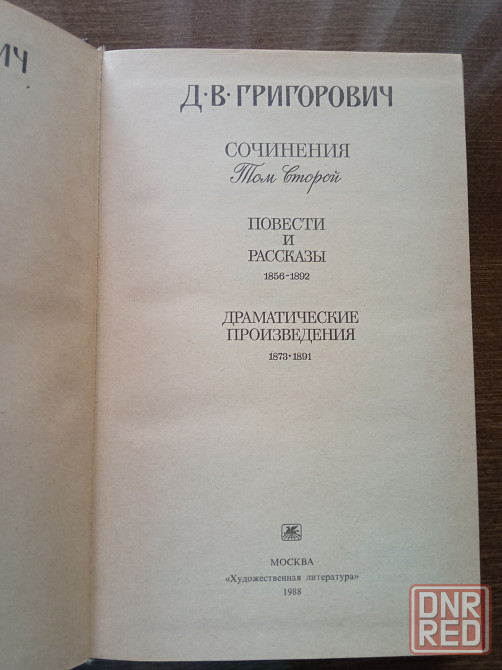 ИЧ
Д·В·ГРИГОРОВИЧ
СОЧИНЕНИЯ
Том Второй
ПОВЕСТИ
И
РАССКАЗЫ
1856-1892
ДРАМАТИЧЕСКИЕ
ПРОИЗВЕДЕНИЯ
1873·1891
МОСКВА
«Художественная литература»
1988
DNR
RED